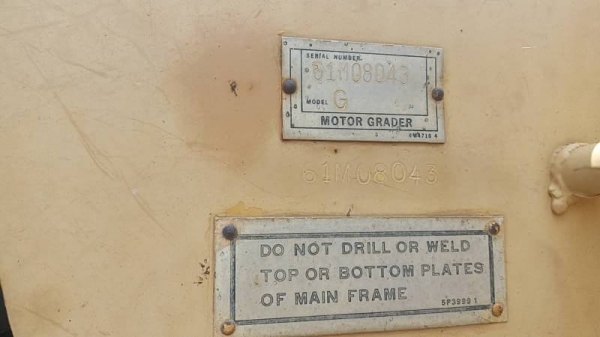 SERIAL NUMBER
61M08043
MODEL G
MOTOR GRADER
61M08043
DO NOT DRILL OR WELD
TOP OR BOTTOM PLATES
OF MAIN FRAME